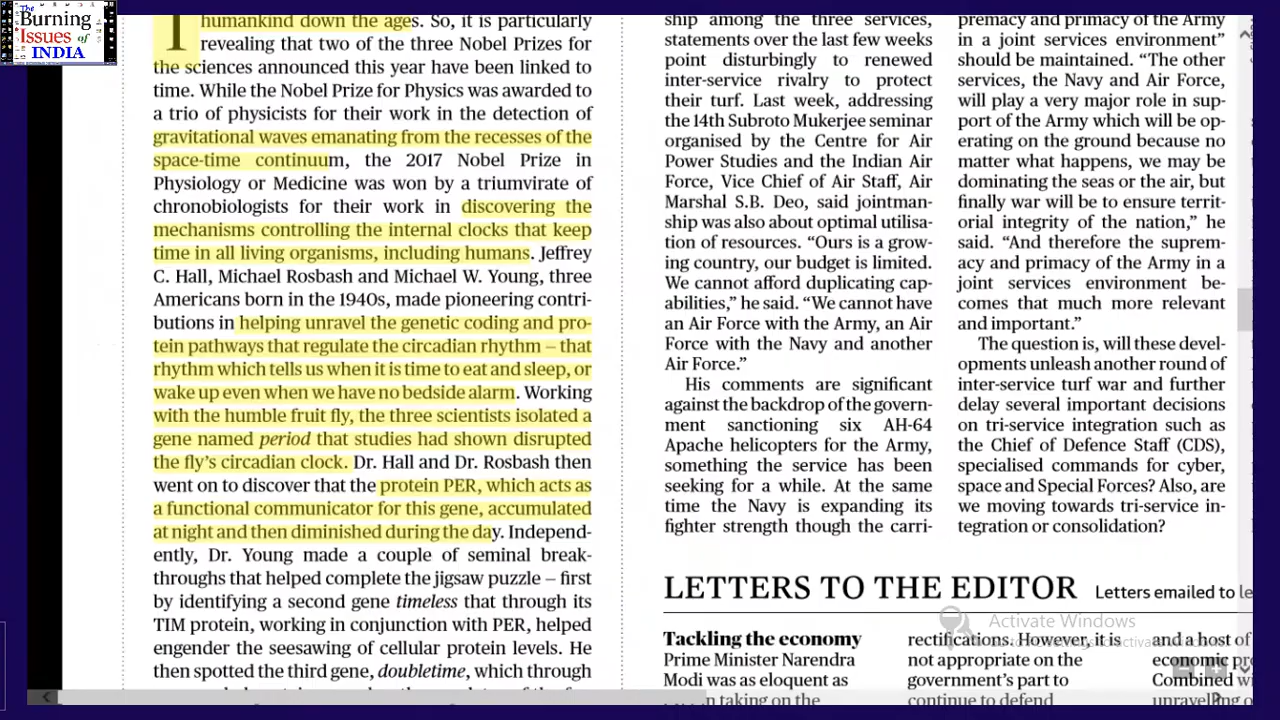 The
Burning
Issues
of
INDIA
humankind down the ages. So, it is particularly
revealing that two of the three Nobel Prizes for
the sciences announced this year have been linked to
time. While the Nobel Prize for Physics was awarded to
a trio of physicists for their work in the detection of
gravitational waves emanating from the recesses of the
space-time continuum, the 2017 Nobel Prize in
Physiology or Medicine was won by a triumvirate of
chronobiologists for their work in discovering the
mechanisms controlling the internal clocks that keep
time in all living organisms, including humans. Jeffrey
C. Hall, Michael Rosbash and Michael W. Young, three
Americans born in the 1940s, made pioneering contri-
butions in helping unravel the genetic coding and pro-
tein pathways that regulate the circadian rhythm – that
rhythm which tells us when it is time to eat and sleep, or
wake up even when we have no bedside alarm. Working
with the humble fruit fly, the three scientists isolated a
gene named period that studies had shown disrupted
the fly's circadian clock. Dr. Hall and Dr. Rosbash then
went on to discover that the protein PER, which acts as
a functional communicator for this gene, accumulated
at night and then diminished during the day. Independ-
ently, Dr. Young made a couple of seminal break-
throughs that helped complete the jigsaw puzzle – first
by identifying a second gene timeless that through its
TIM protein, working in conjunction with PER, helped
engender the seesawing of cellular protein levels. He
then spotted the third gene, doubletime, which through
ship among the three services,
statements over the last few weeks
point disturbingly to renewed
inter-service rivalry to protect
their turf. Last week, addressing
the 14th Subroto Mukerjee seminar
organised by the Centre for Air
Power Studies and the Indian Air
Force, Vice Chief of Air Staff, Air
Marshal S.B. Deo, said jointman-
ship was also about optimal utilisa-
tion of resources. “Ours is a grow-
ing country, our budget is limited.
We cannot afford duplicating cap-
abilities,” he said. “We cannot have
an Air Force with the Army, an Air
Force with the Navy and another
Air Force.”
His comments are significant
against the backdrop of the govern-
ment sanctioning six AH-64
Apache helicopters for the Army,
something the service has been
seeking for a while. At the same
time the Navy is expanding its
fighter strength though the carri-
premacy and primacy of the Army
in a joint services environment”
should be maintained. “The other
services, the Navy and Air Force,
will play a very major role in sup-
port of the Army which will be op-
erating on the ground because no
matter what happens, we may be
dominating the seas or the air, but
finally war will be to ensure territ-
orial integrity of the nation,” he
said. “And therefore the suprem-
acy and primacy of the Army in a
joint services environment be-
comes that much more relevant
and important.”
The question is, will these devel-
opments unleash another round of
inter-service turf war and further
delay several important decisions
on tri-service integration such as
the Chief of Defence Staff (CDS),
specialised commands for cyber,
space and Special Forces? Also, are
we moving towards tri-service in-
tegration or consolidation?
LETTERS TO THE EDITOR Letters emailed to le
Tackling the economy
Prime Minister Narendra
Modi was as eloquent as
taking on the
rectifications. However, it is
not appropriate on the
government's part to
continue to defend
and a host of
economic pr
Combined wi
unravelling o
Activate Windows